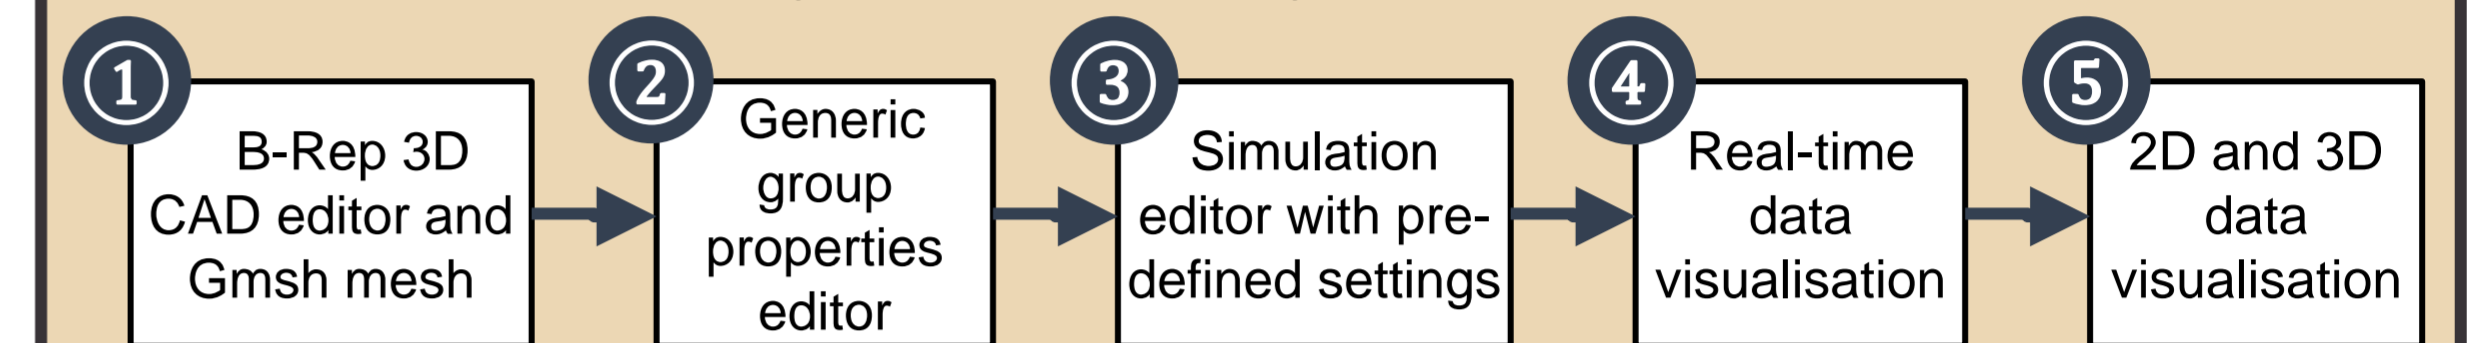 ①
B-Rep 3D
CAD editor and
Gmsh mesh
②
Generic
group
properties
editor
③
Simulation
editor with pre-
defined settings
④
Real-time
data
visualisation
⑤
2D and 3D
data
visualisation